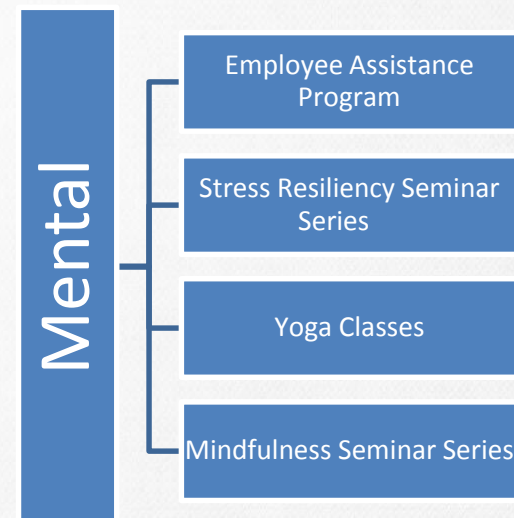 Mental
Employee Assistance
Program
Stress Resiliency Seminar
Series
Yoga Classes
Mindfulness Seminar Series